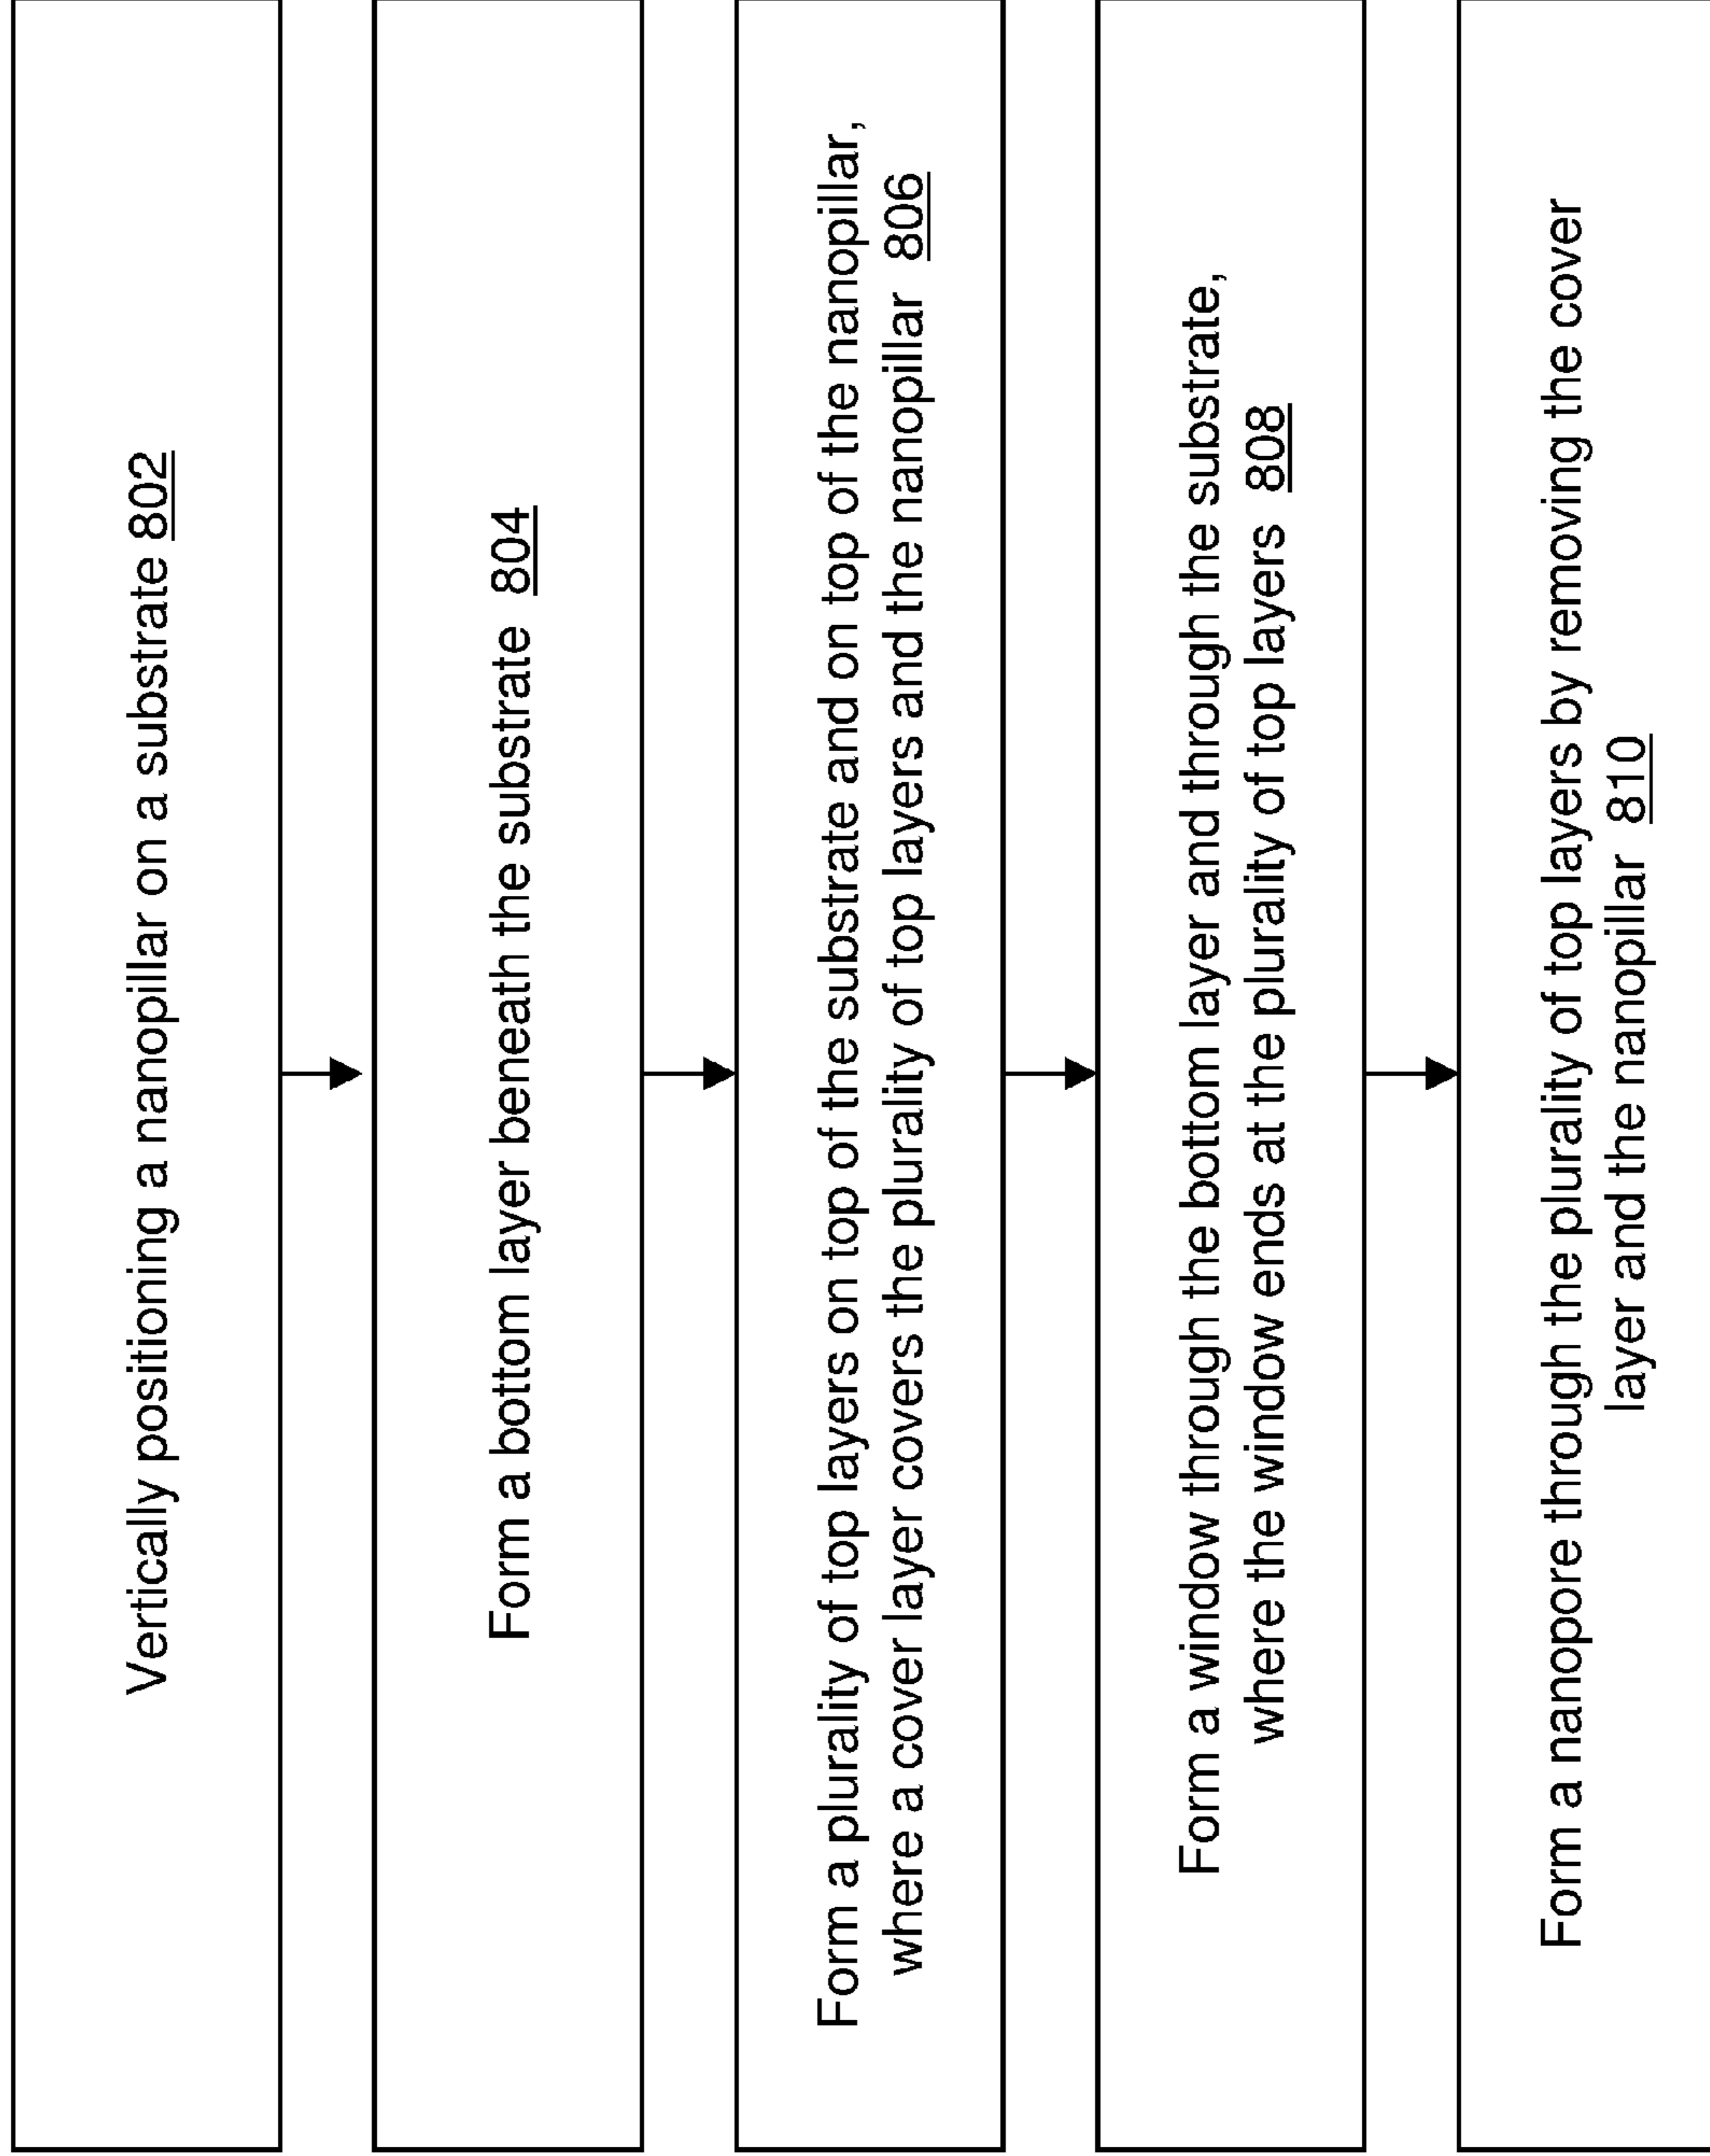 Vertically positioning a nanopillar on a substrate 802
Form a bottom layer beneath the substrate 804
Form a plurality of top layers on top of the substrate and on top of the nanopillar,
where a cover layer covers the plurality of top layers and the nanopillar 806
Form a window through the bottom layer and through the substrate,
where the window ends at the plurality of top layers 808
Form a nanopore through the plurality of top layers by removing the cover
layer and the nanopillar 810